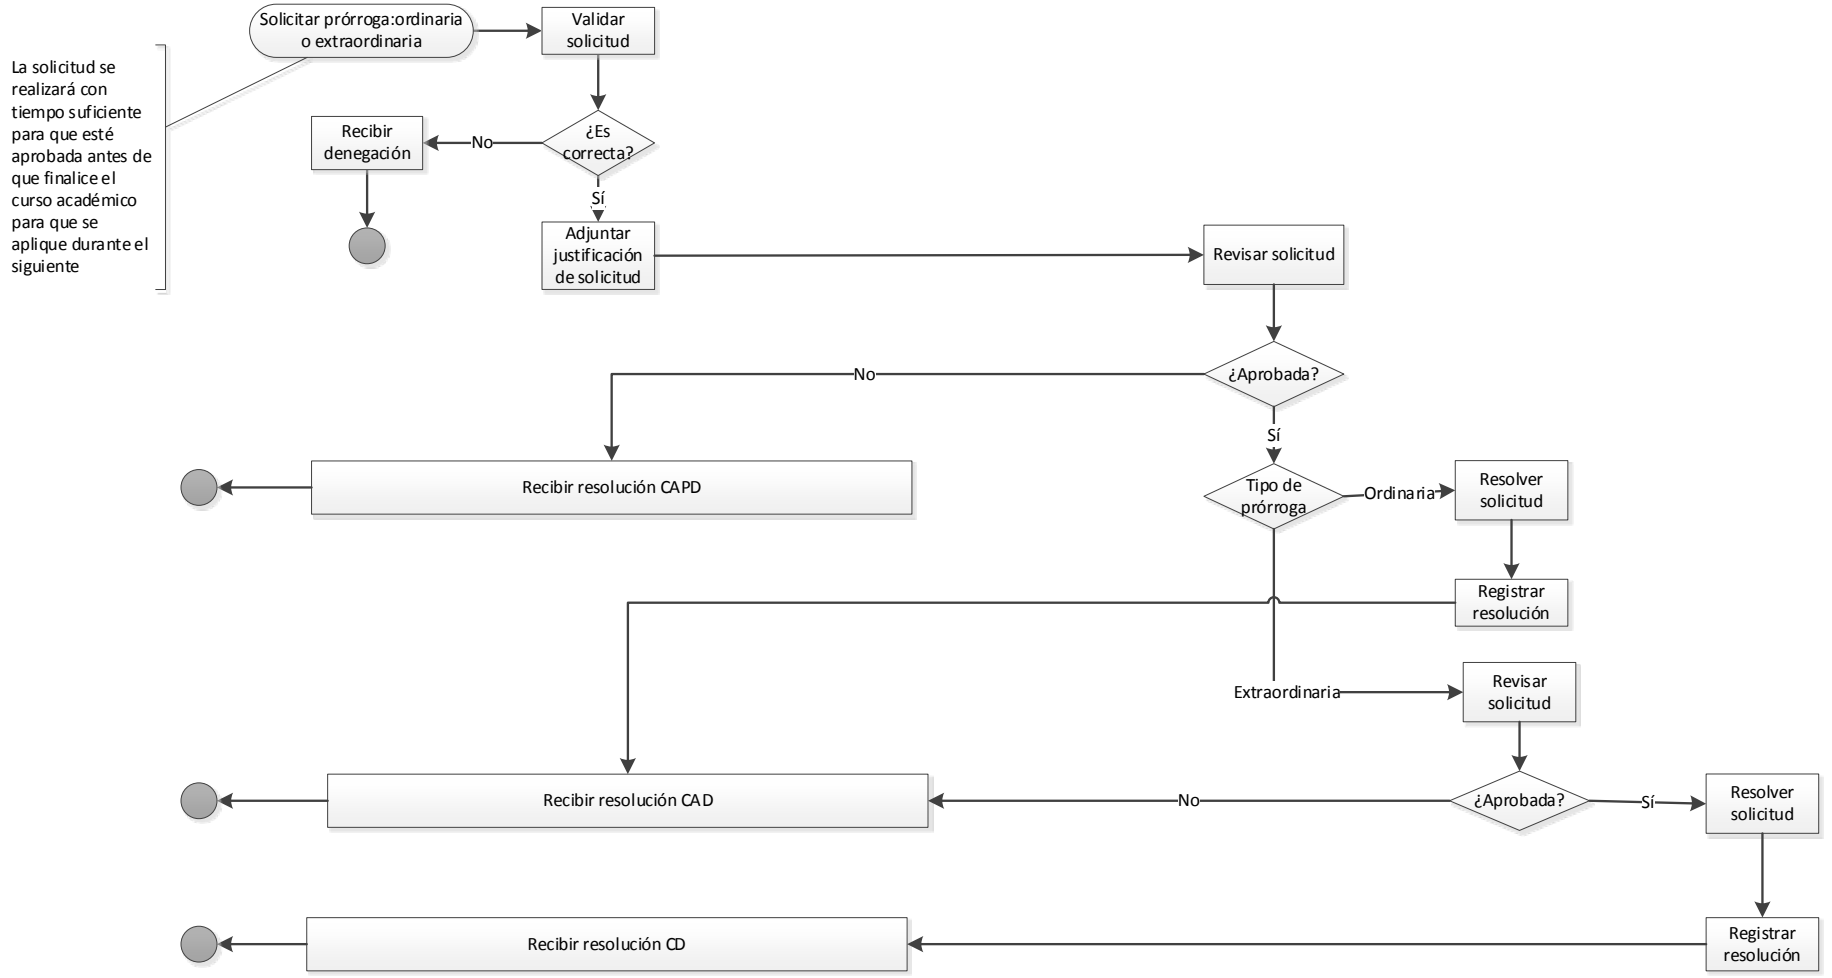 Solicitar prórroga:ordinaria
o extraordinaria
Validar
solicitud
La solicitud se
realizará con
tiempo suficiente
para que esté
aprobada antes de
que finalice el
curso académico
para que se
aplique durante el
siguiente
Recibir
denegación
No
¿Es
correcta?
Sí
Adjuntar
justificación
de solicitud
Revisar solicitud
No
¿Aprobada?
Sí
Recibir resolución CAPD
Tipo de
prórroga
Ordinaria
Resolver
solicitud
Registrar
resolución
Extraordinaria
Revisar
solicitud
Recibir resolución CAD
No
¿Aprobada?
Sí
Resolver
solicitud
Recibir resolución CD
Registrar
resolución